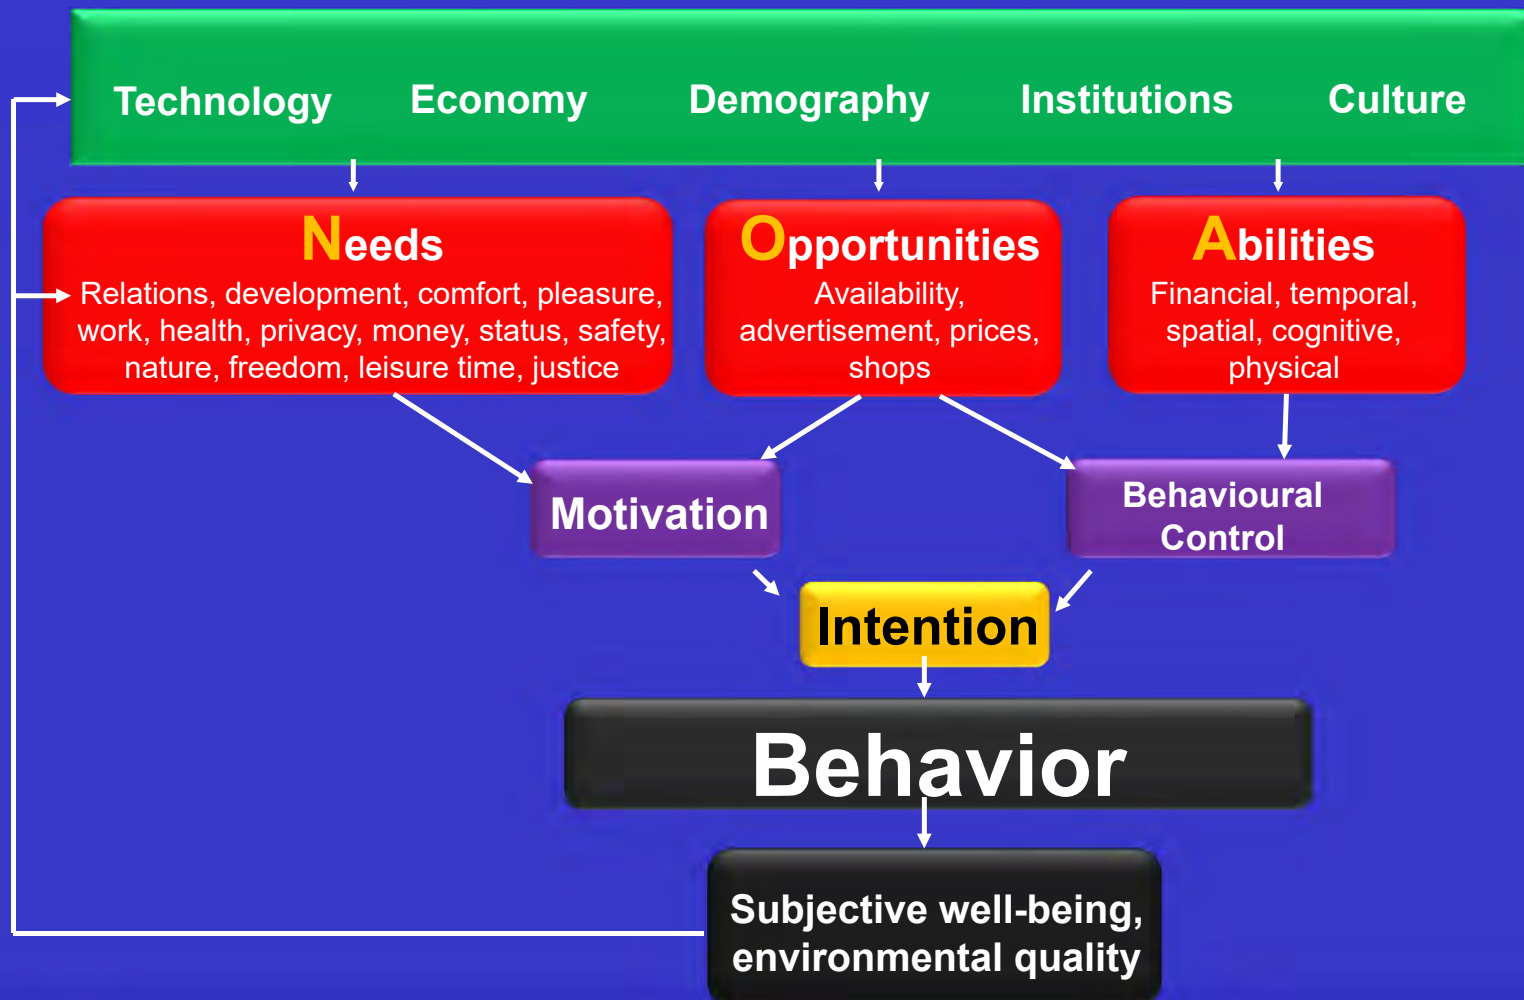 Technology Economy Demography Institutions Culture
Needs
Relations, development, comfort, pleasure,
work, health, privacy, money, status, safety,
nature, freedom, leisure time, justice
Opportunities
Availability,
advertisement, prices,
shops
Abilities
Financial, temporal,
spatial, cognitive,
physical
Motivation
Behavioural
Control
Intention
Behavior
Subjective well-being,
environmental quality